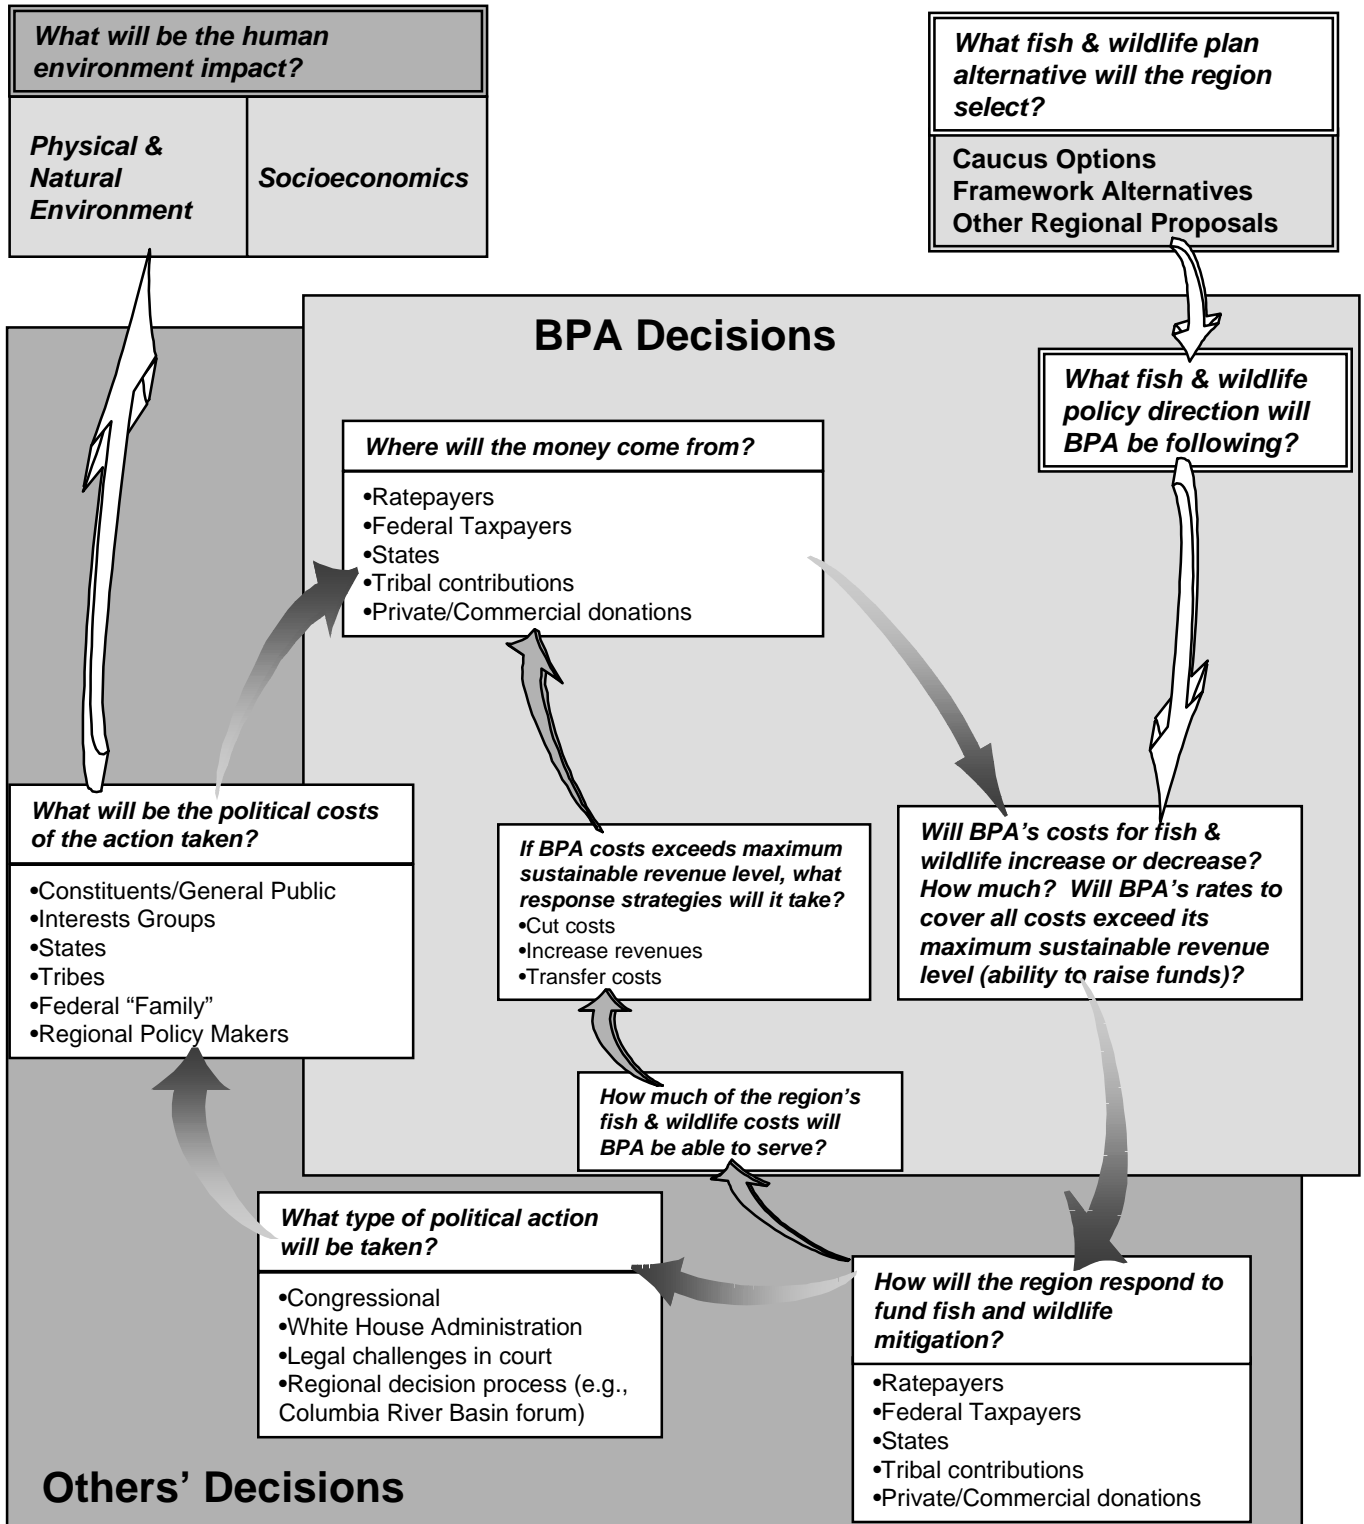 What will be the human
environment impact?
Physical &
Natural
Environment
Socioeconomics
What fish & wildlife plan
alternative will the region
select?
Caucus Options
Framework Alternatives
Other Regional Proposals
BPA Decisions
What fish & wildlife
policy direction will
BPA be following?
Where will the money come from?
•Ratepayers
•Federal Taxpayers
•States
•Tribal contributions
•Private/Commercial donations
What will be the political costs
of the action taken?
•Constituents/General Public
•Interests Groups
•States
•Tribes
•Federal “Family”
•Regional Policy Makers
If BPA costs exceeds maximum
sustainable revenue level, what
response strategies will it take?
•Cut costs
•Increase revenues
•Transfer costs
Will BPA’s costs for fish &
wildlife increase or decrease?
How much?  Will BPA’s rates to
cover all costs exceed its
maximum sustainable revenue
level (ability to raise funds)?
How much of the region’s
fish & wildlife costs will
BPA be able to serve?
What type of political action
will be taken?
•Congressional
•White House Administration
•Legal challenges in court
•Regional decision process (e.g.,
Columbia River Basin forum)
How will the region respond to
fund fish and wildlife
mitigation?
•Ratepayers
•Federal Taxpayers
•States
•Tribal contributions
•Private/Commercial donations
Others’ Decisions